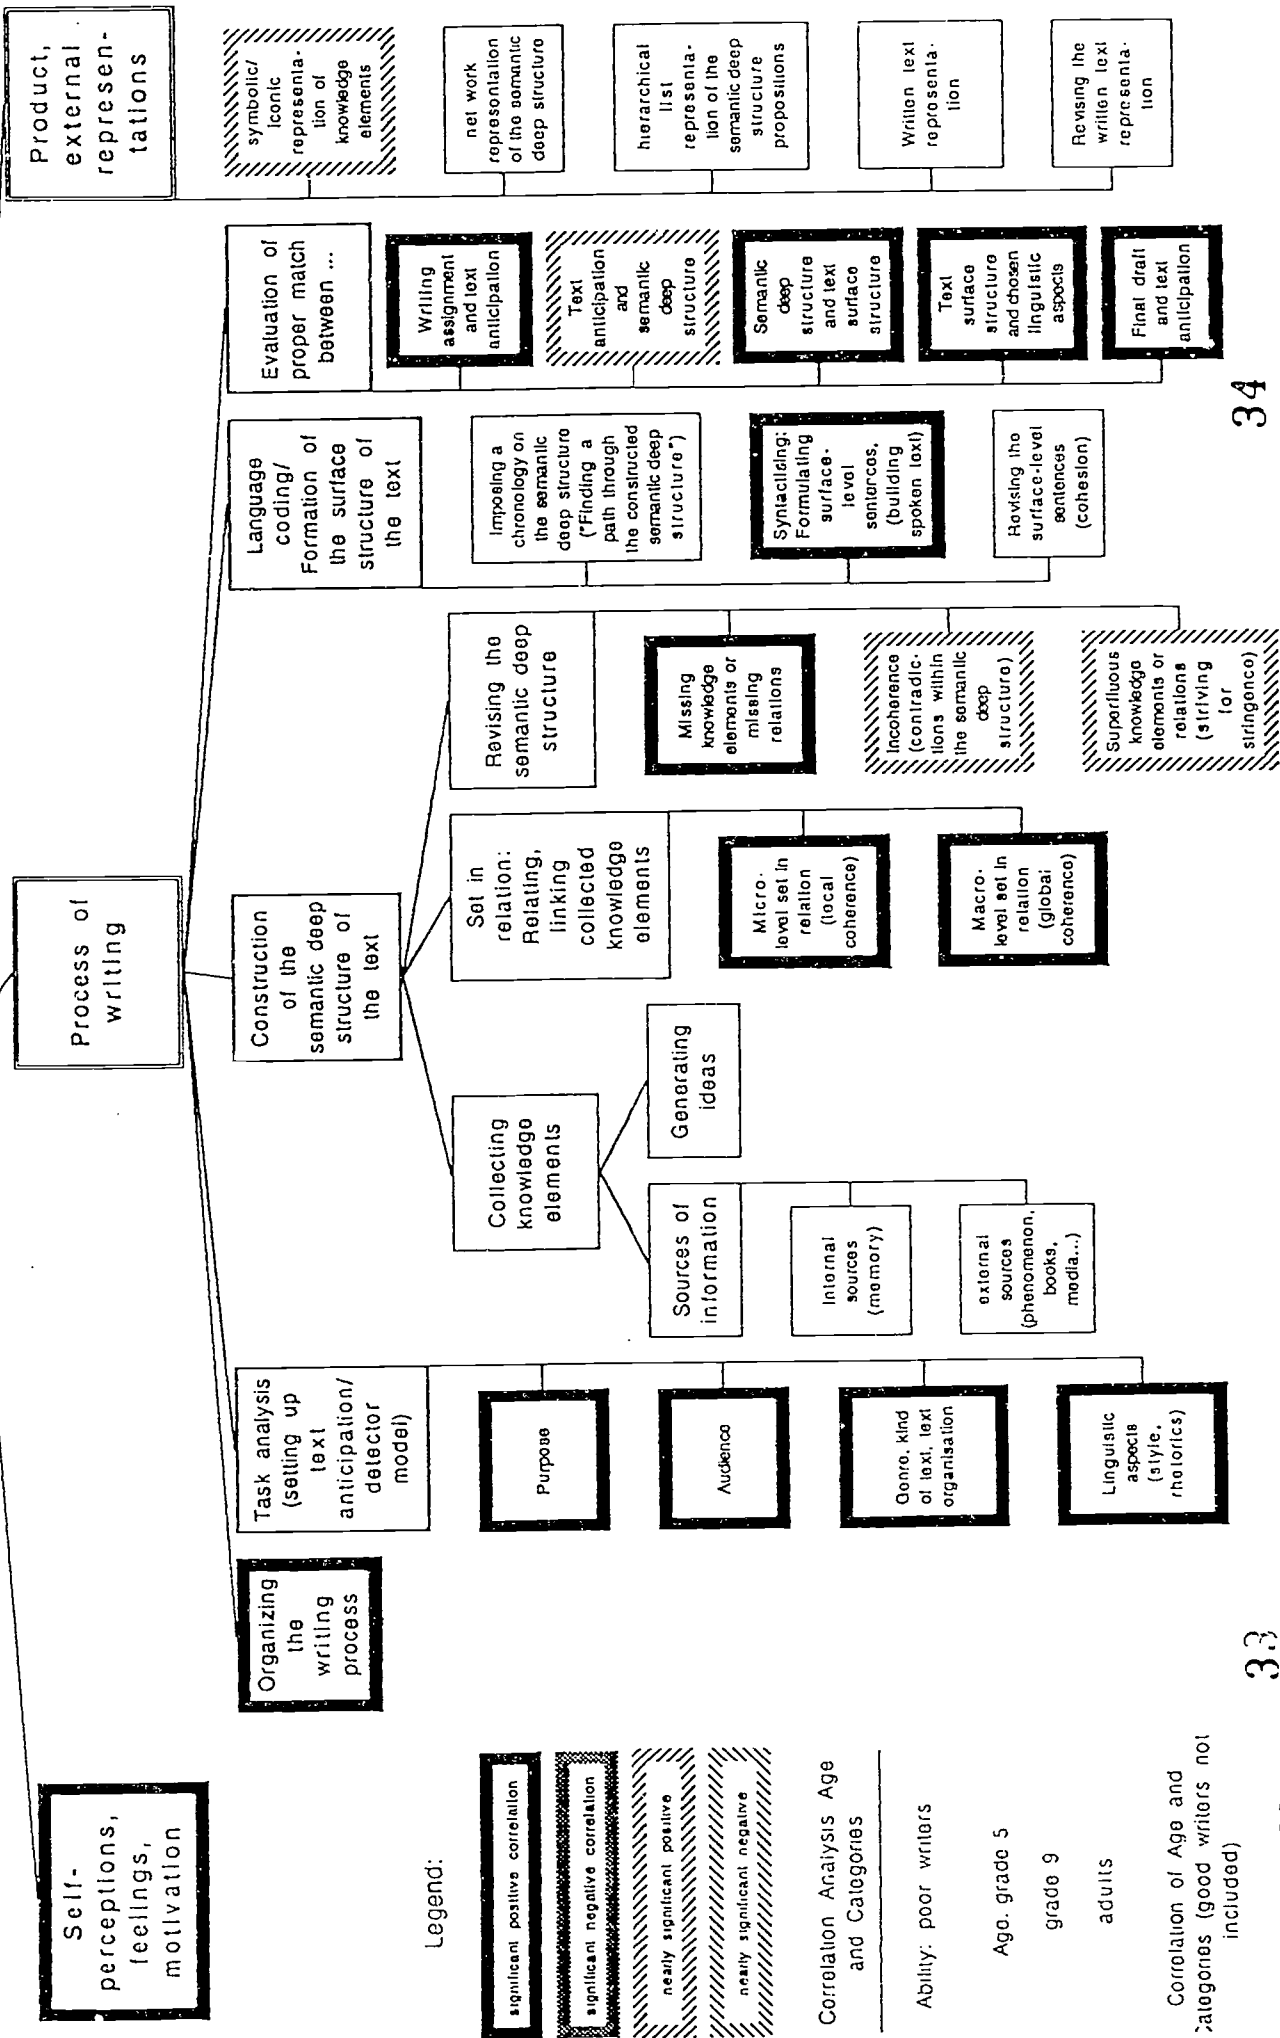 Self-
perceptions,
feelings,
motivation
Process of
writing
Product,
external
represen-
tations
Organizing
the
writing
process
Task analysis
(setting up
text
anticipation/
detector
model)
Purpose
Audience
Genre, kind
of text, text
organisation
Linguistic
aspects
(style,
rhetorics)
Construction
of the
semantic deep
structure of
the text
Collecting
knowledge
elements
Sources of
information
Internal
sources
(memory)
external
sources
(phenomenon,
books,
media...)
Generating
ideas
Set in
relation:
Relating,
linking
collected
knowledge
elements
Micro-
level set in
relation
(local
coherence)
Macro-
level set in
relation
(global
coherence)
Revising the
semantic deep
structure
Missing
knowledge
elements or
missing
relations
Incoherence
(contradic-
tions within
the semantic
deep
structure)
Superfluous
knowledge
elements or
relations
(striving
for
stringence)
Language
coding/
Formation of
the surface
structure of
the text
Imposing a
chronology on
the semantic
deep structure
("Finding a
path through
the constructed
semantic deep
structure")
Syntacticing:
Formulating
surface-
level
sentences,
(building
spoken text)
Revising the
surface-level
sentences
(cohesion)
Evaluation of
proper match
between ...
Writing
assignment
and text
anticipation
Text
anticipation
and
semantic
deep
structure
Semantic
deep
structure
and text
surface
structure
Text
surface
structure
and chosen
linguistic
aspects
Final draft
and text
anticipation
symbolic/
iconic
representa-
tion of
knowledge
elements
net work
representation
of the semantic
deep structure
hierarchical
list
representa-
tion of the
semantic deep
structure
propositions
Written text
representa-
tion
Revising the
written text
representa-
tion
Legend:
significant positive correlation
significant negative correlation
nearly significant positive
nearly significant negative
Correlation Analysis Age
and Categories
Ability: poor writers
Age: grade 5
grade 9
adults
Correlation of Age and
Categories (good writers not
included)
33
34